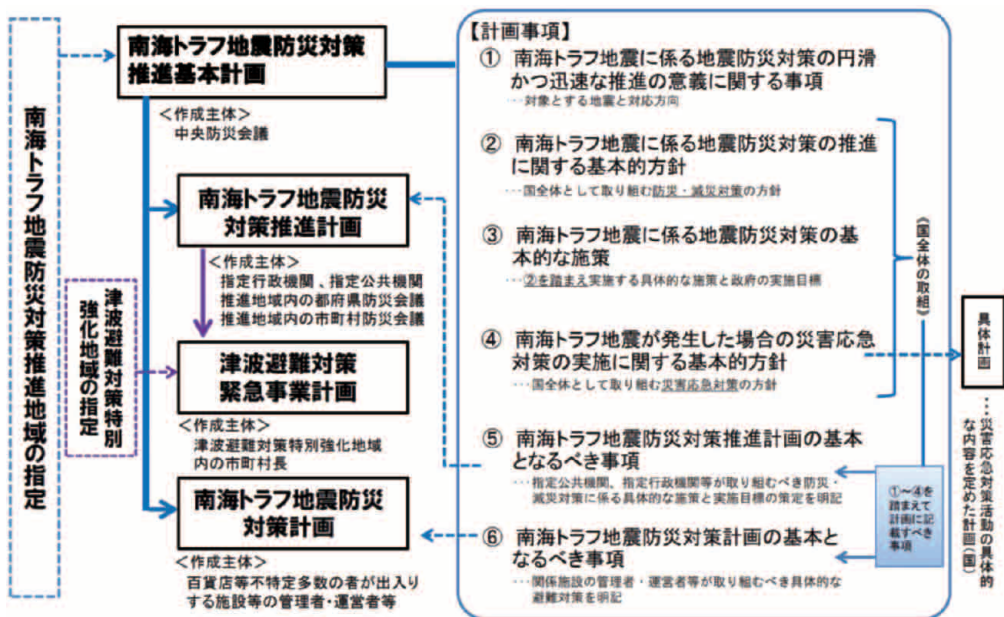 南海トラフ地震防災対策推進地域の指定
津波避難対策特別
強化地域の指定
南海トラフ地震防災対策
推進基本計画
<作成主体>
中央防災会議
南海トラフ地震防災
対策推進計画
<作成主体>
指定行政機関、指定公共機関
推進地域内の都府県防災会議
推進地域内の市町村防災会議
津波避難対策
緊急事業計画
<作成主体>
津波避難対策特別強化地域
内の市町村長
南海トラフ地震防災
対策計画
<作成主体>
百貨店等不特定多数の者が出入り
する施設等の管理者・運営者等
【計画事項】
① 南海トラフ地震に係る地震防災対策の円滑
かつ迅速な推進の意義に関する事項
…対象とする地震と対応方向
② 南海トラフ地震に係る地震防災対策の推進
に関する基本的方針
…国全体として取り組む防災・減災対策の方針
③ 南海トラフ地震に係る地震防災対策の基
本的な施策
…②を踏まえ実施する具体的な施策と政府の実施目標
④ 南海トラフ地震が発生した場合の災害応急
対策の実施に関する基本的方針
…国全体として取り組む災害応急対策の方針
⑤ 南海トラフ地震防災対策推進計画の基本
となるべき事項
…指定公共機関、指定行政機関等が取り組むべき防災・
減災対策に係る具体的な施策と実施目標の策定を明記
⑥ 南海トラフ地震防災対策計画の基本と
なるべき事項
…関係施設の管理者・運営者等が取り組むべき具体的な
避難対策を明記
《国全体の取組》
①～④を
踏まえて
計画に記
載すべき
事項
具体計画
…災害応急対策活動の具体的
な内容を定めた計画(国)